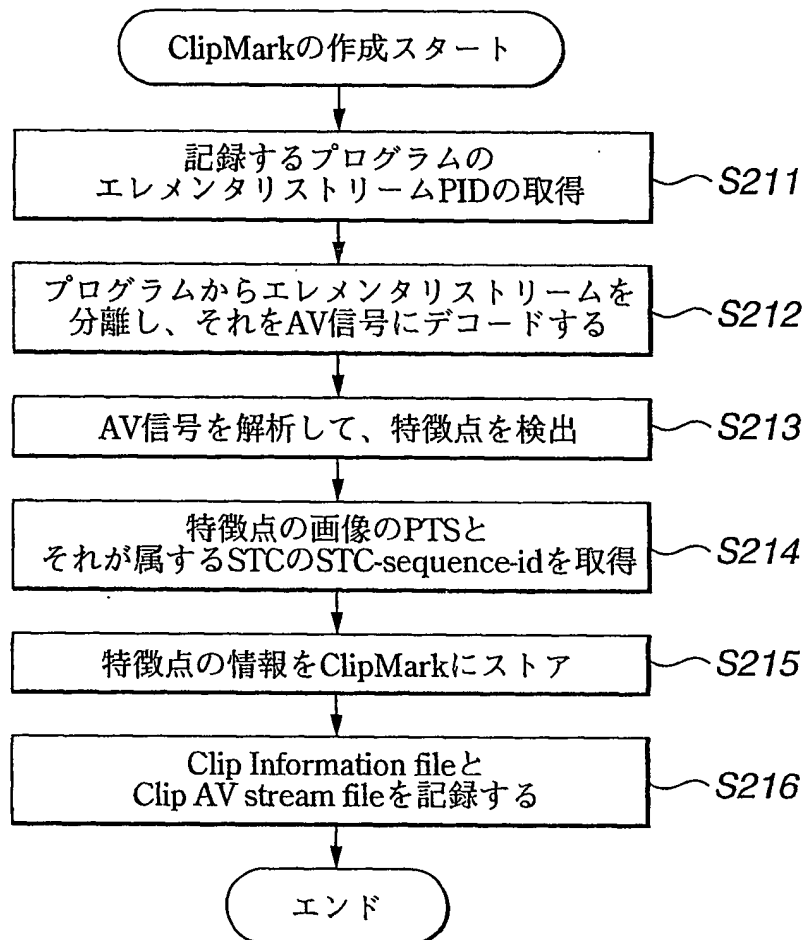 ClipMarkの作成スタート
記録するプログラムの
エレメンタリストリームPIDの取得
S211
プログラムからエレメンタリストリームを
分離し、それをAV信号にデコードする
S212
AV信号を解析して、特徴点を検出
S213
特徴点の画像のPTSと
それが属するSTCのSTC-sequence-idを取得
S214
特徴点の情報をClipMarkにストア
S215
Clip Information fileと
Clip AV stream fileを記録する
S216
エンド